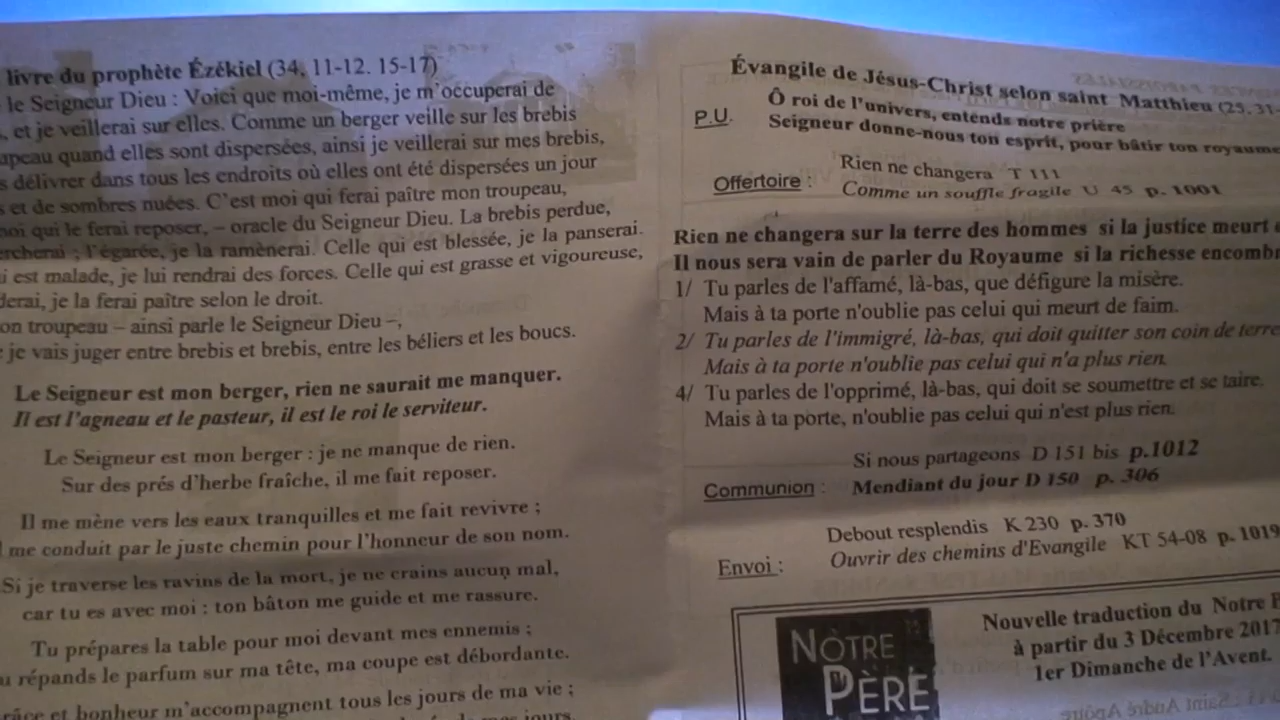 livre du prophète Ézékiel (34, 11-12. 15-17)
le Seigneur Dieu : Voici que moi-même, je m'occuperai de
, et je veillerai sur elles. Comme un berger veille sur les brebis
upeau quand elles sont dispersées, ainsi je veillerai sur mes brebis,
s délivrer dans tous les endroits où elles ont été dispersées un jour
s et de sombres nuées. C'est moi qui ferai paître mon troupeau,
moi qui le ferai reposer, – oracle du Seigneur Dieu. La brebis perdue,
ercherai ; l'égarée, je la ramènerai. Celle qui est blessée, je la panserai.
i est malade, je lui rendrai des forces. Celle qui est grasse et vigoureuse,
derai, je la ferai paître selon le droit.
on troupeau – ainsi parle le Seigneur Dieu –,
: je vais juger entre brebis et brebis, entre les béliers et les boucs.
Le Seigneur est mon berger, rien ne saurait me manquer.
Il est l'agneau et le pasteur, il est le roi le serviteur.
Le Seigneur est mon berger : je ne manque de rien.
Sur des prés d'herbe fraîche, il me fait reposer.
Il me mène vers les eaux tranquilles et me fait revivre ;
l me conduit par le juste chemin pour l'honneur de son nom.
Si je traverse les ravins de la mort, je ne crains aucun mal,
car tu es avec moi : ton bâton me guide et me rassure.
Tu prépares la table pour moi devant mes ennemis ;
u répands le parfum sur ma tête, ma coupe est débordante.
râce et bonheur m'accompagnent tous les jours de ma vie ;
Évangile de Jésus-Christ selon saint Matthieu (25, 31-
P.U. Ô roi de l'univers, entends notre prière
Seigneur donne-nous ton esprit, pour bâtir ton royaume
Rien ne changera T 111
Offertoire : Comme un souffle fragile U 45 p. 1001
Rien ne changera sur la terre des hommes si la justice meurt
Il nous sera vain de parler du Royaume si la richesse encomb
1/ Tu parles de l'affamé, là-bas, que défigure la misère.
Mais à ta porte n'oublie pas celui qui meurt de faim.
2/ Tu parles de l'immigré, là-bas, qui doit quitter son coin de terre
Mais à ta porte n'oublie pas celui qui n'a plus rien.
4/ Tu parles de l'opprimé, là-bas, qui doit se soumettre et se taire.
Mais à ta porte, n'oublie pas celui qui n'est plus rien.
Si nous partageons D 151 bis p.1012
Communion : Mendiant du jour D 150 p. 306
Debout resplendis K 230 p. 370
Envoi : Ouvrir des chemins d'Evangile KT 54-08 p. 1019
NOTRE
PÈRE
Nouvelle traduction du Notre
à partir du 3 Décembre 2017
1er Dimanche de l'Avent.